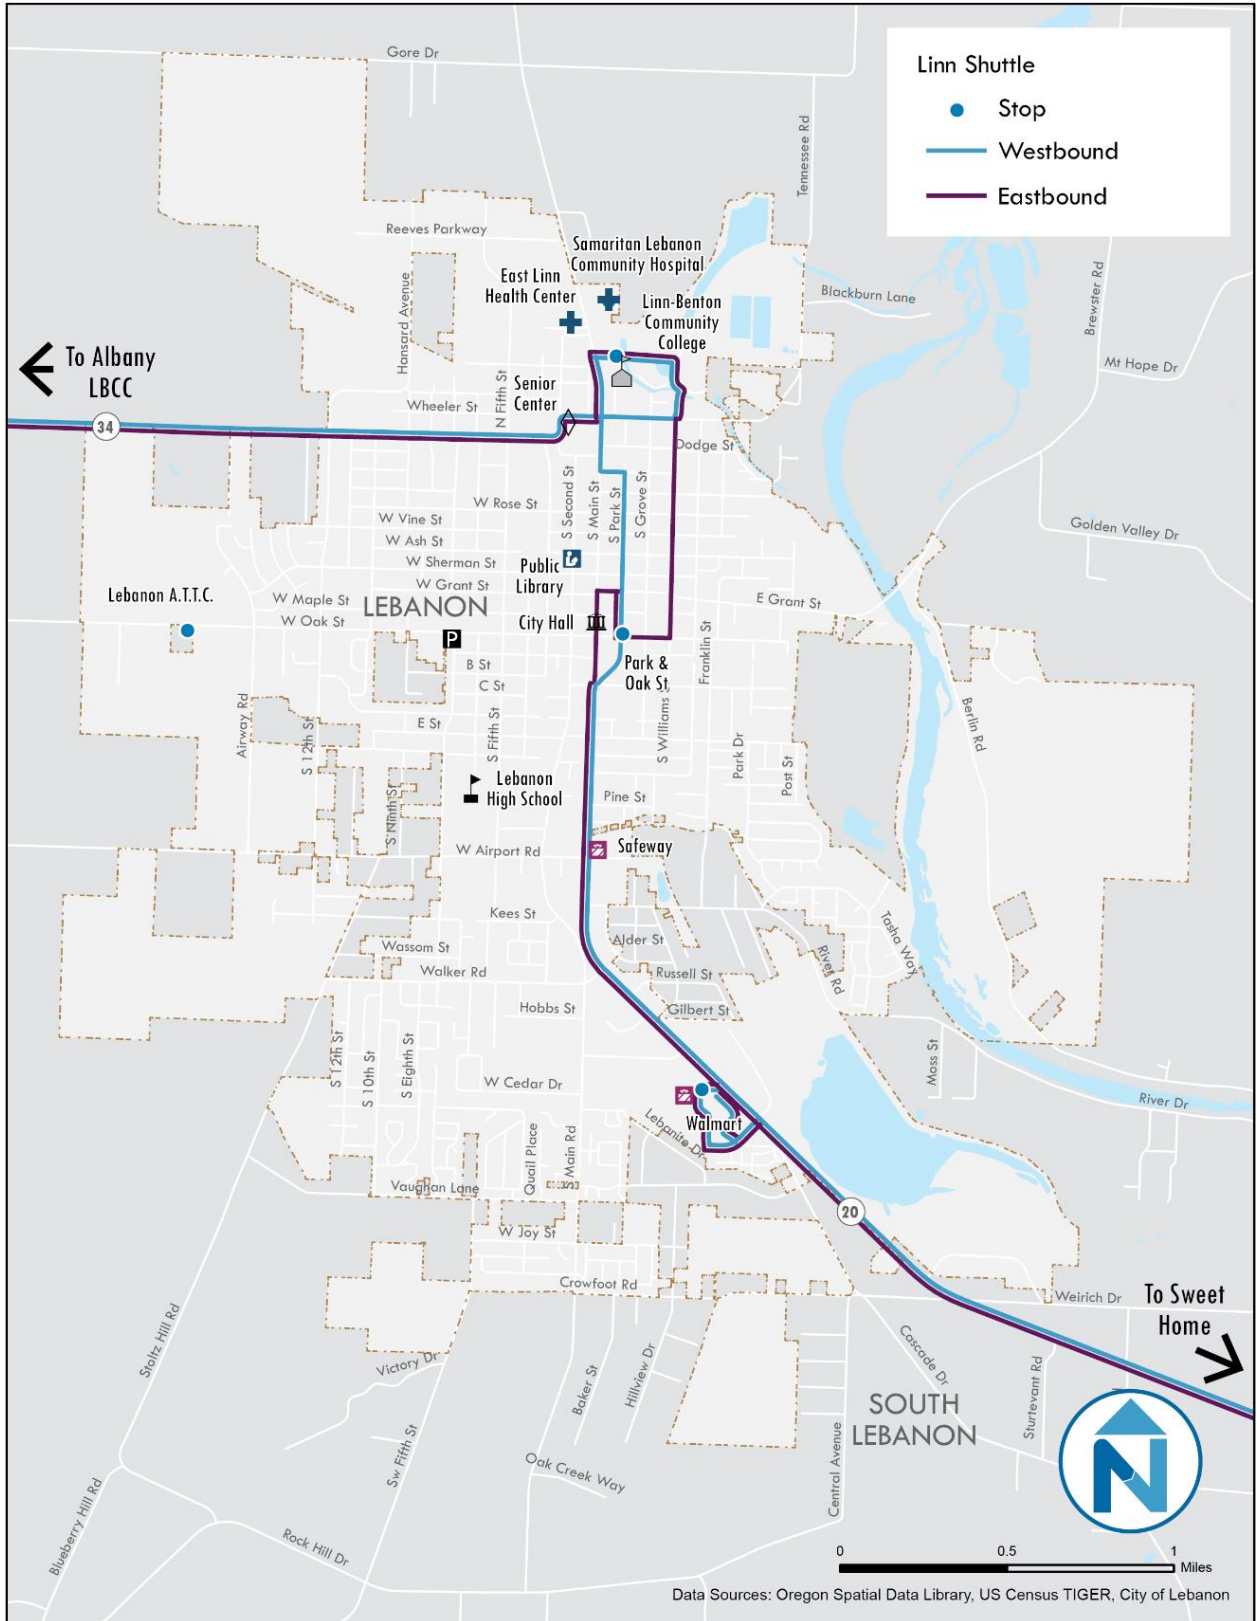 Gore Dr
Linn Shuttle
Stop
Westbound
Eastbound
Tennessee Rd
Reeves Parkway
Samaritan Lebanon
Community Hospital
East Linn
Health Center
Linn-Benton
Community
College
Blackburn Lane
Brewster Rd
Hansard Avenue
Mt Hope Dr
To Albany
LBCC
Senior
Center
N Fifth St
Wheeler St
34
Dodge St
S Second St
S Main St
S Park St
S Grove St
W Rose St
W Vine St
W Ash St
W Sherman St
W Grant St
Golden Valley Dr
Public
Library
Lebanon A.T.T.C.
W Maple St
LEBANON
W Oak St
City Hall
E Grant St
P
B St
C St
Park &
Oak St
Franklin St
Airway Rd
S 12th St
E St
S Fifth St
S Williams S
Park Dr
Post St
Berlin Rd
Lebanon
High School
S Ninth St
Pine St
W Airport Rd
Safeway
Kees St
Wassom St
Walker Rd
Alder St
Russell St
River Rd
Tasha Way
Hobbs St
Gilbert St
S 12th St
S 10th St
S Eighth St
W Cedar Dr
Moss St
River Dr
Walmart
Lebanite Dr
Quail Place
S Main Rd
Vaughan Lane
W Joy St
20
Crowfoot Rd
Weirich Dr
To Sweet
Home
Stoltz Hill Rd
Victory Dr
Baker St
Hillview Dr
Cascade Dr
Sturtevant Rd
SOUTH
LEBANON
Sw Fifth St
Oak Creek Way
Central Avenue
N
Blueberry Hill Rd
Rock Hill Dr
0 0.5 1
Miles
Data Sources: Oregon Spatial Data Library, US Census TIGER, City of Lebanon